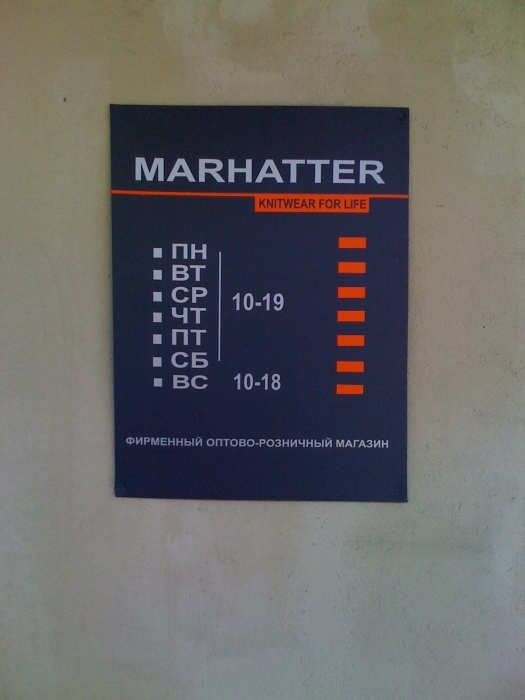 MARHATTER
KNITWEAR FOR LIFE
ПН
ВТ
СР
10-19
ЧТ
ПТ
СБ
ВС 10-18
ФИРМЕННЫЙ ОПТОВО-РОЗНИЧНЫЙ МАГАЗИН